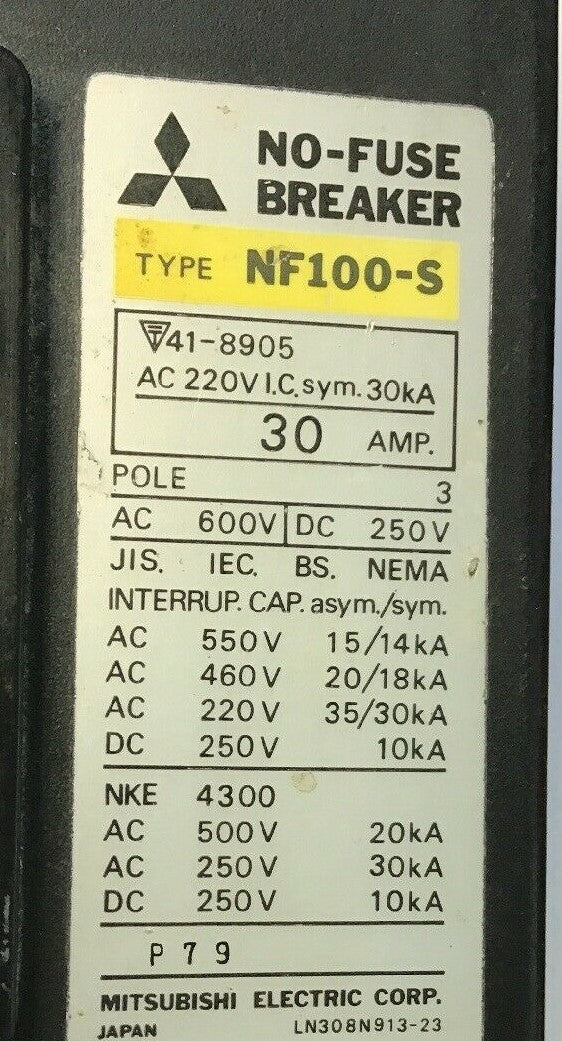 NO-FUSE
BREAKER
TYPE NF100-S
41-8905
AC 220V I.C. sym. 30kA
30 AMP.
POLE 3
AC 600V DC 250V
JIS. IEC. BS. NEMA
INTERRUP. CAP. asym./sym.
AC 550V 15/14kA
AC 460V 20/18kA
AC 220V 35/30kA
DC 250V 10kA
NKE 4300
AC 500V 20kA
AC 250V 30kA
DC 250V 10kA
P 7 9
MITSUBISHI ELECTRIC CORP.
JAPAN LN308N913-23